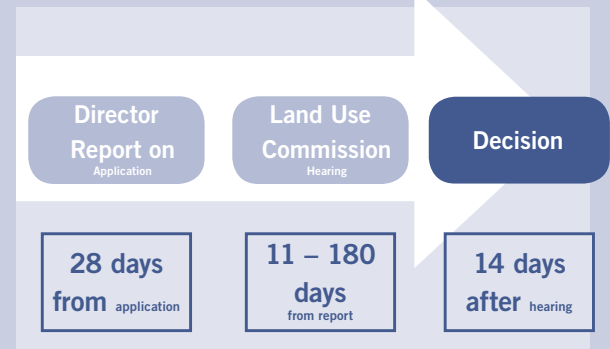 Director
Report on
Application
Land Use
Commission
Hearing
Decision
28 days
from application
11 – 180
days
from report
14 days
after hearing